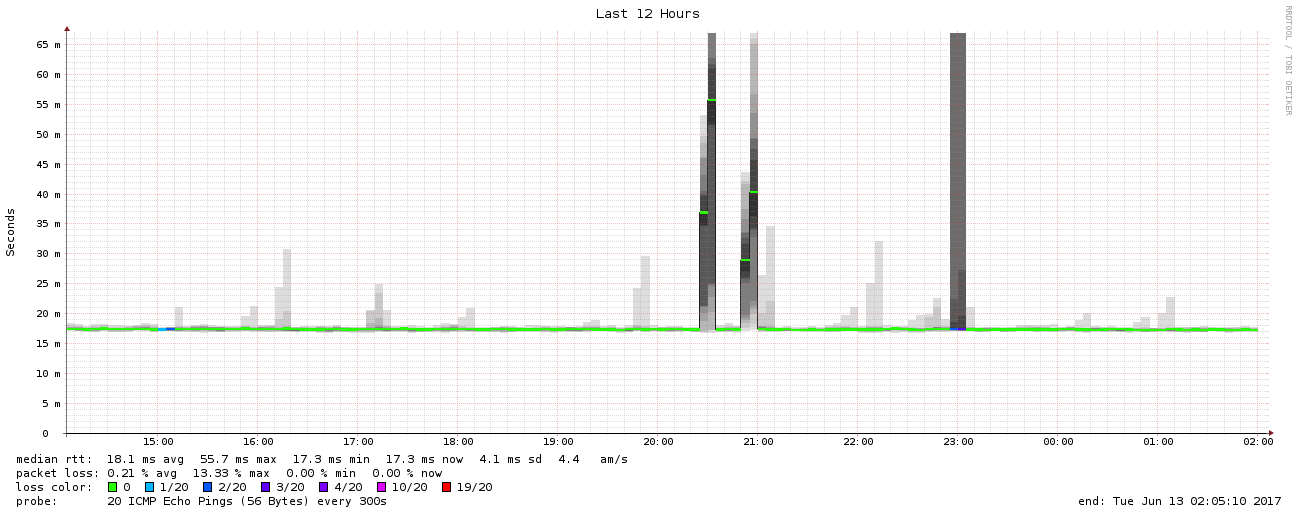 Last 12 Hours
RRDTOOL / TOBI OETIKER
Seconds
65 m
60 m
55 m
50 m
45 m
40 m
35 m
30 m
25 m
20 m
15 m
10 m
5 m
0
15:00 16:00 17:00 18:00 19:00 20:00 21:00 22:00 23:00 00:00 01:00 02:00
median rtt: 18.1 ms avg 55.7 ms max 17.3 ms min 17.3 ms now 4.1 ms sd 4.4 am/s
packet loss: 0.21 % avg 13.33 % max 0.00 % min 0.00 % now
loss color: 0 1/20 2/20 3/20 4/20 10/20 19/20
probe: 20 ICMP Echo Pings (56 Bytes) every 300s end: Tue Jun 13 02:05:10 2017